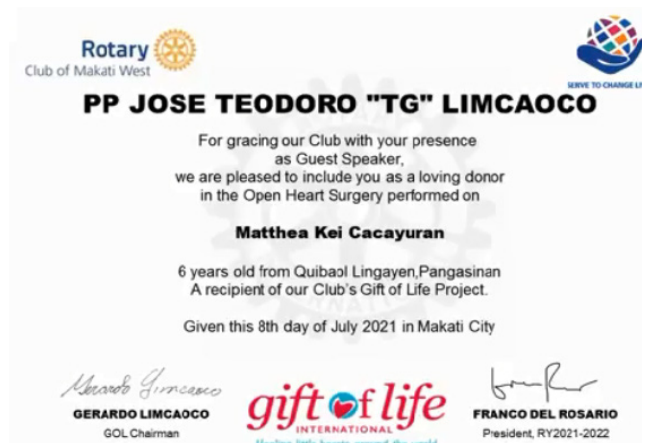 Rotary
Club of Makati West
SERVE TO CHANGE
PP JOSE TEODORO "TG" LIMCAOCO
For gracing our Club with your presence
as Guest Speaker,
we are pleased to include you as a loving donor
in the Open Heart Surgery performed on
Matthea Kei Cacayuran
6 years old from Quibaol Lingayen,Pangasinan
A recipient of our Club's Gift of Life Project.
Given this 8th day of July 2021 in Makati City
Gerardo Limcaoco
GERARDO LIMCAOCO
GOL Chairman
gift of life
INTERNATIONAL
FRANCO DEL ROSARIO
President, RY2021-2022